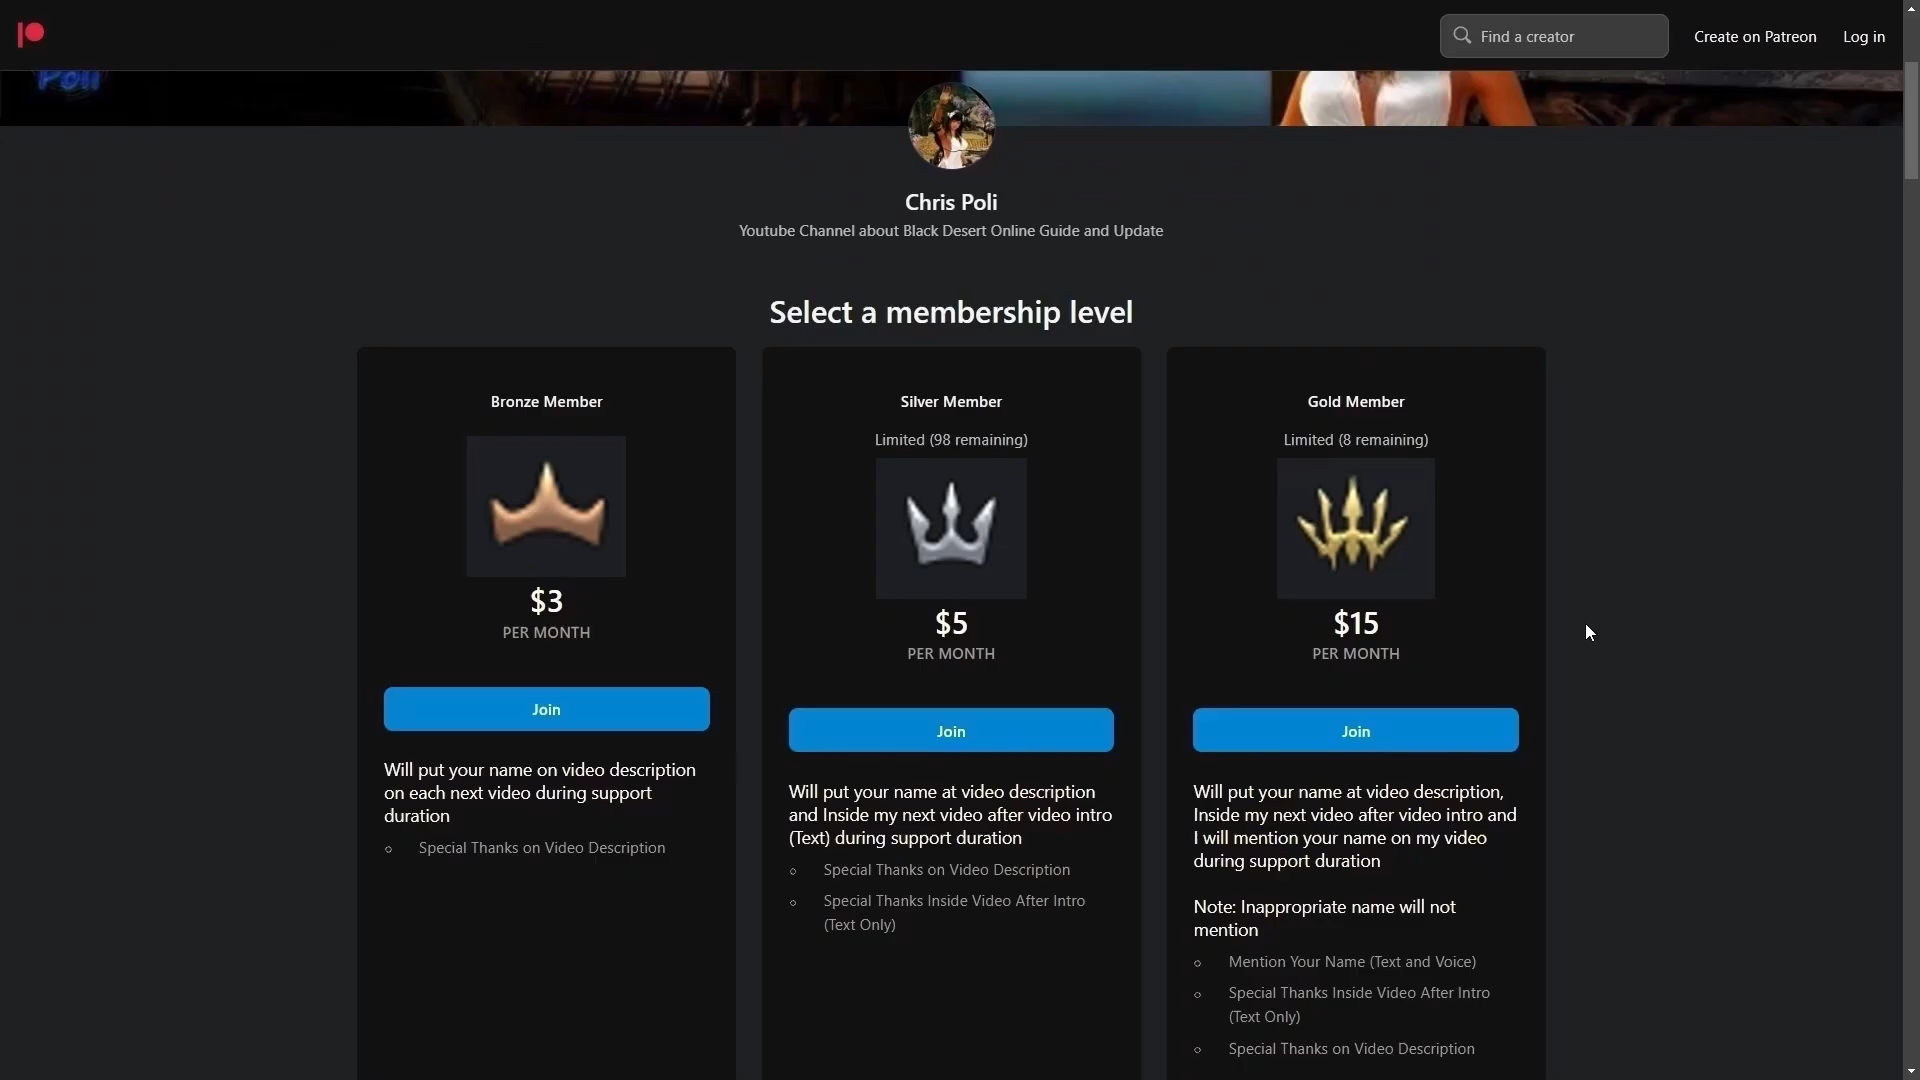 Find a creator
Create on Patreon
Log in
Poli
Chris Poli
Youtube Channel about Black Desert Online Guide and Update
Select a membership level
Bronze Member
$3
PER MONTH
Join
Will put your name on video description
on each next video during support
duration
Special Thanks on Video Description
Silver Member
Limited (98 remaining)
$5
PER MONTH
Join
Will put your name at video description
and Inside my next video after video intro
(Text) during support duration
Special Thanks on Video Description
Special Thanks Inside Video After Intro
(Text Only)
Gold Member
Limited (8 remaining)
$15
PER MONTH
Join
Will put your name at video description,
Inside my next video after video intro and
I will mention your name on my video
during support duration
Note: Inappropriate name will not
mention
Mention Your Name (Text and Voice)
Special Thanks Inside Video After Intro
(Text Only)
Special Thanks on Video Description